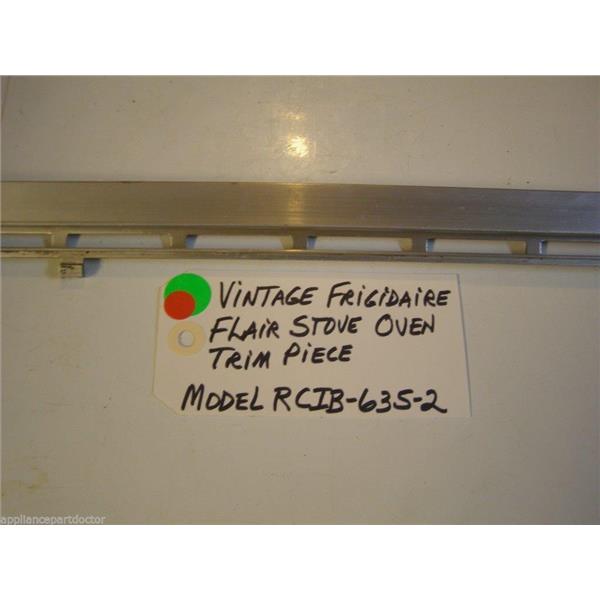 VINTAGE FRIGIDAIRE
FLAIR STOVE OVEN
TRIM PIECE
MODEL RCIB-635-2
appliancepartdoctor